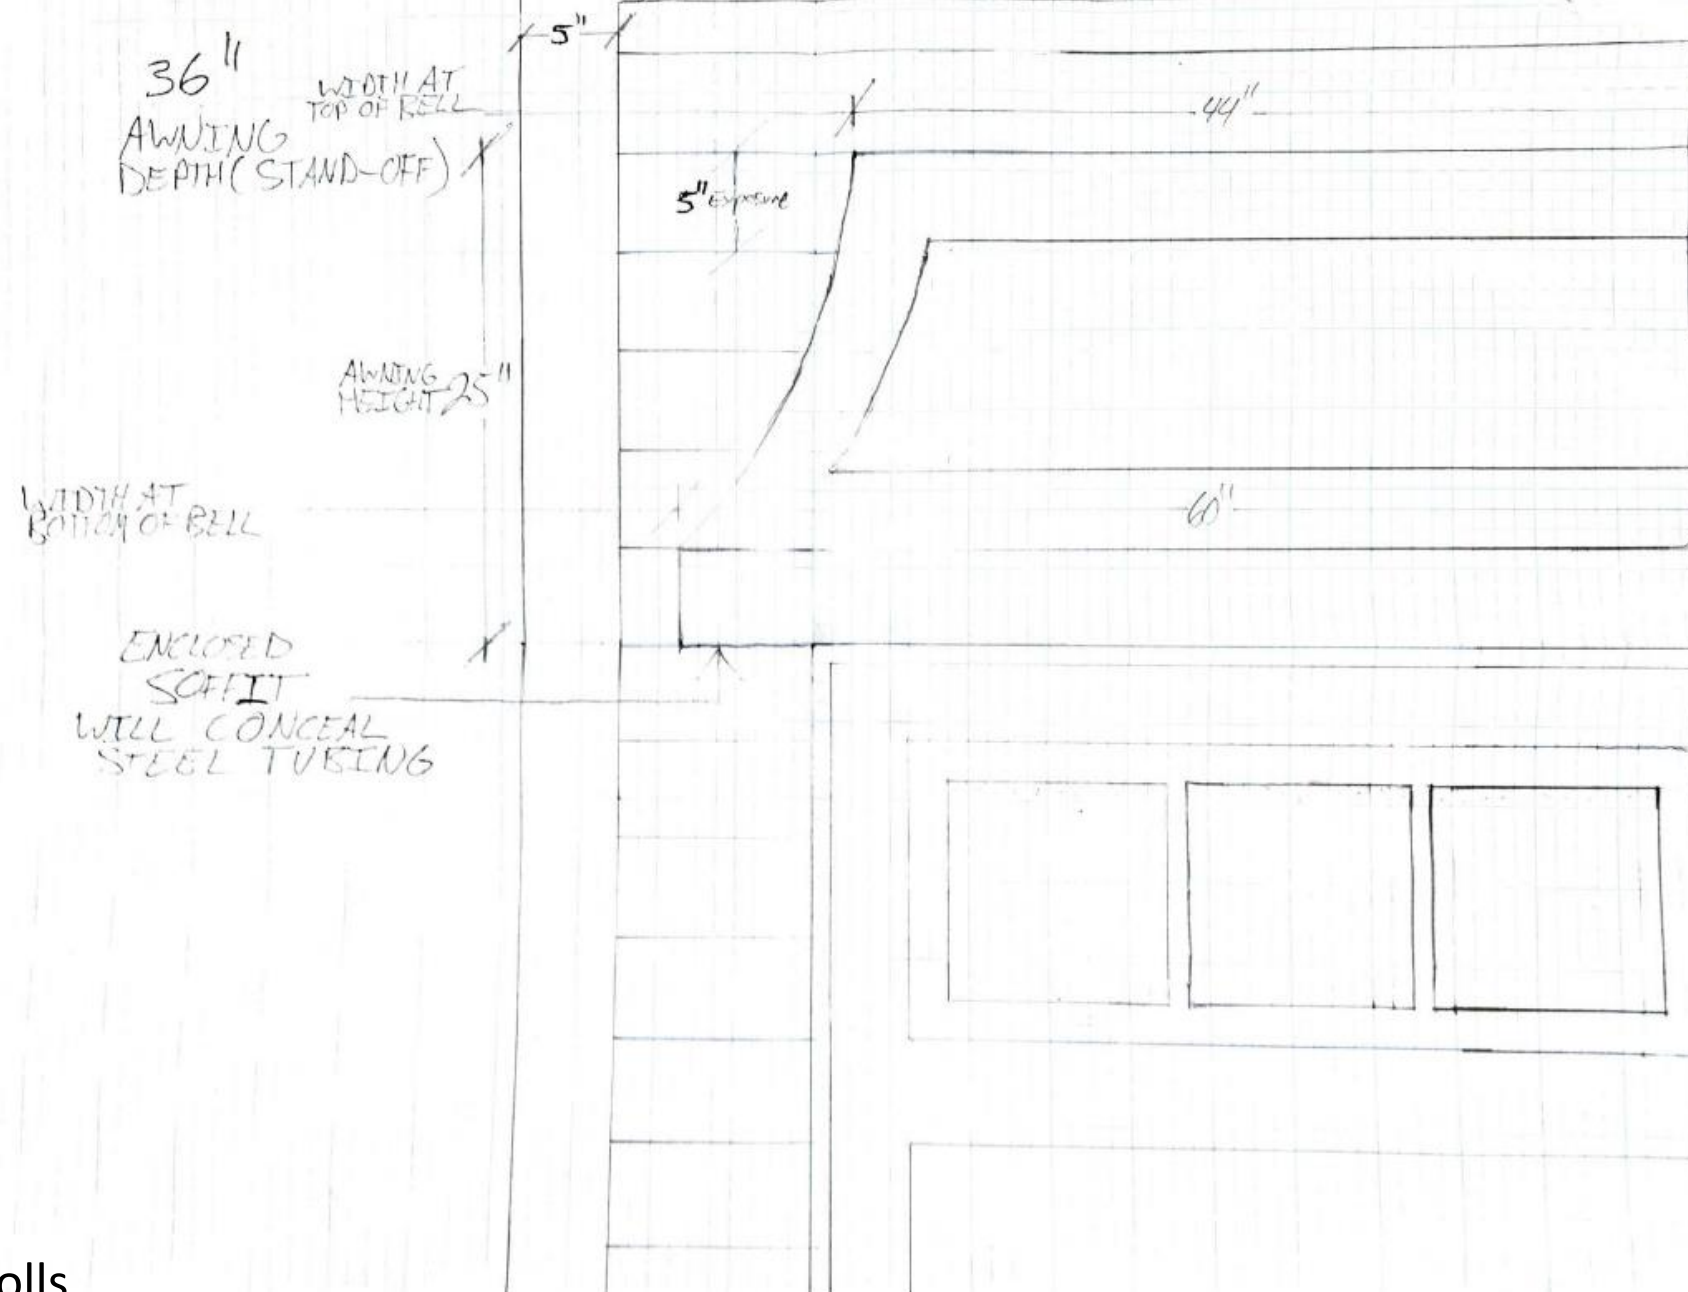 5"
36"
AWNING
DEPTH (STAND-OFF)
WIDTH AT
TOP OF BELL
44"
5" Exposure
AWNING
HEIGHT 25"
WIDTH AT
BOTTOM OF BELL
60"
ENCLOSED
SOFFIT
WILL CONCEAL
STEEL TUBING
olls